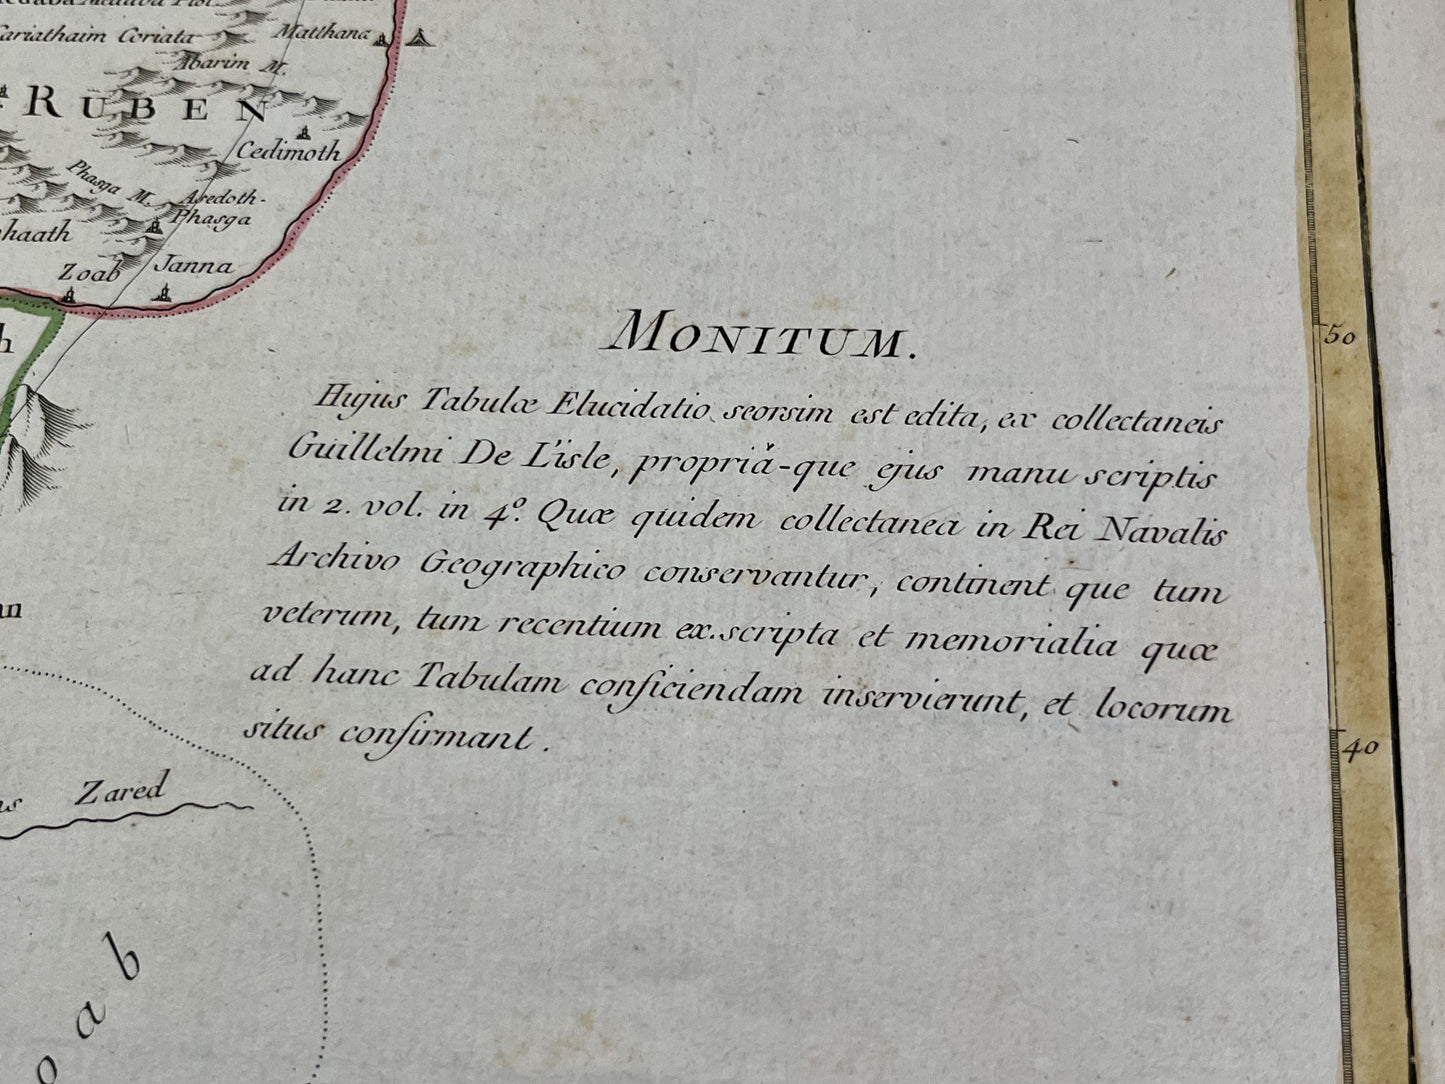 Cariathaim Coriata
Matthana
Abarim M.
RUBEN
Cedimoth
Phasga M.
Asedoth-
Phasga
haath
Zoab
Janna
h
MONITUM.
Hujus Tabulæ Elucidatio seorsim est edita, ex collectaneis
Guillelmi De L'isle, propriâ-que ejus manu scriptis
in 2. vol. in 4º. Quæ quidem collectanea in Rei Navalis
Archivo Geographico conservantur, continent que tum
veterum, tum recentium ex.scripta et memorialia quæ
ad hanc Tabulam conficiendam inservierunt, et locorum
situs confirmant.
50
40
an
Zared
oab